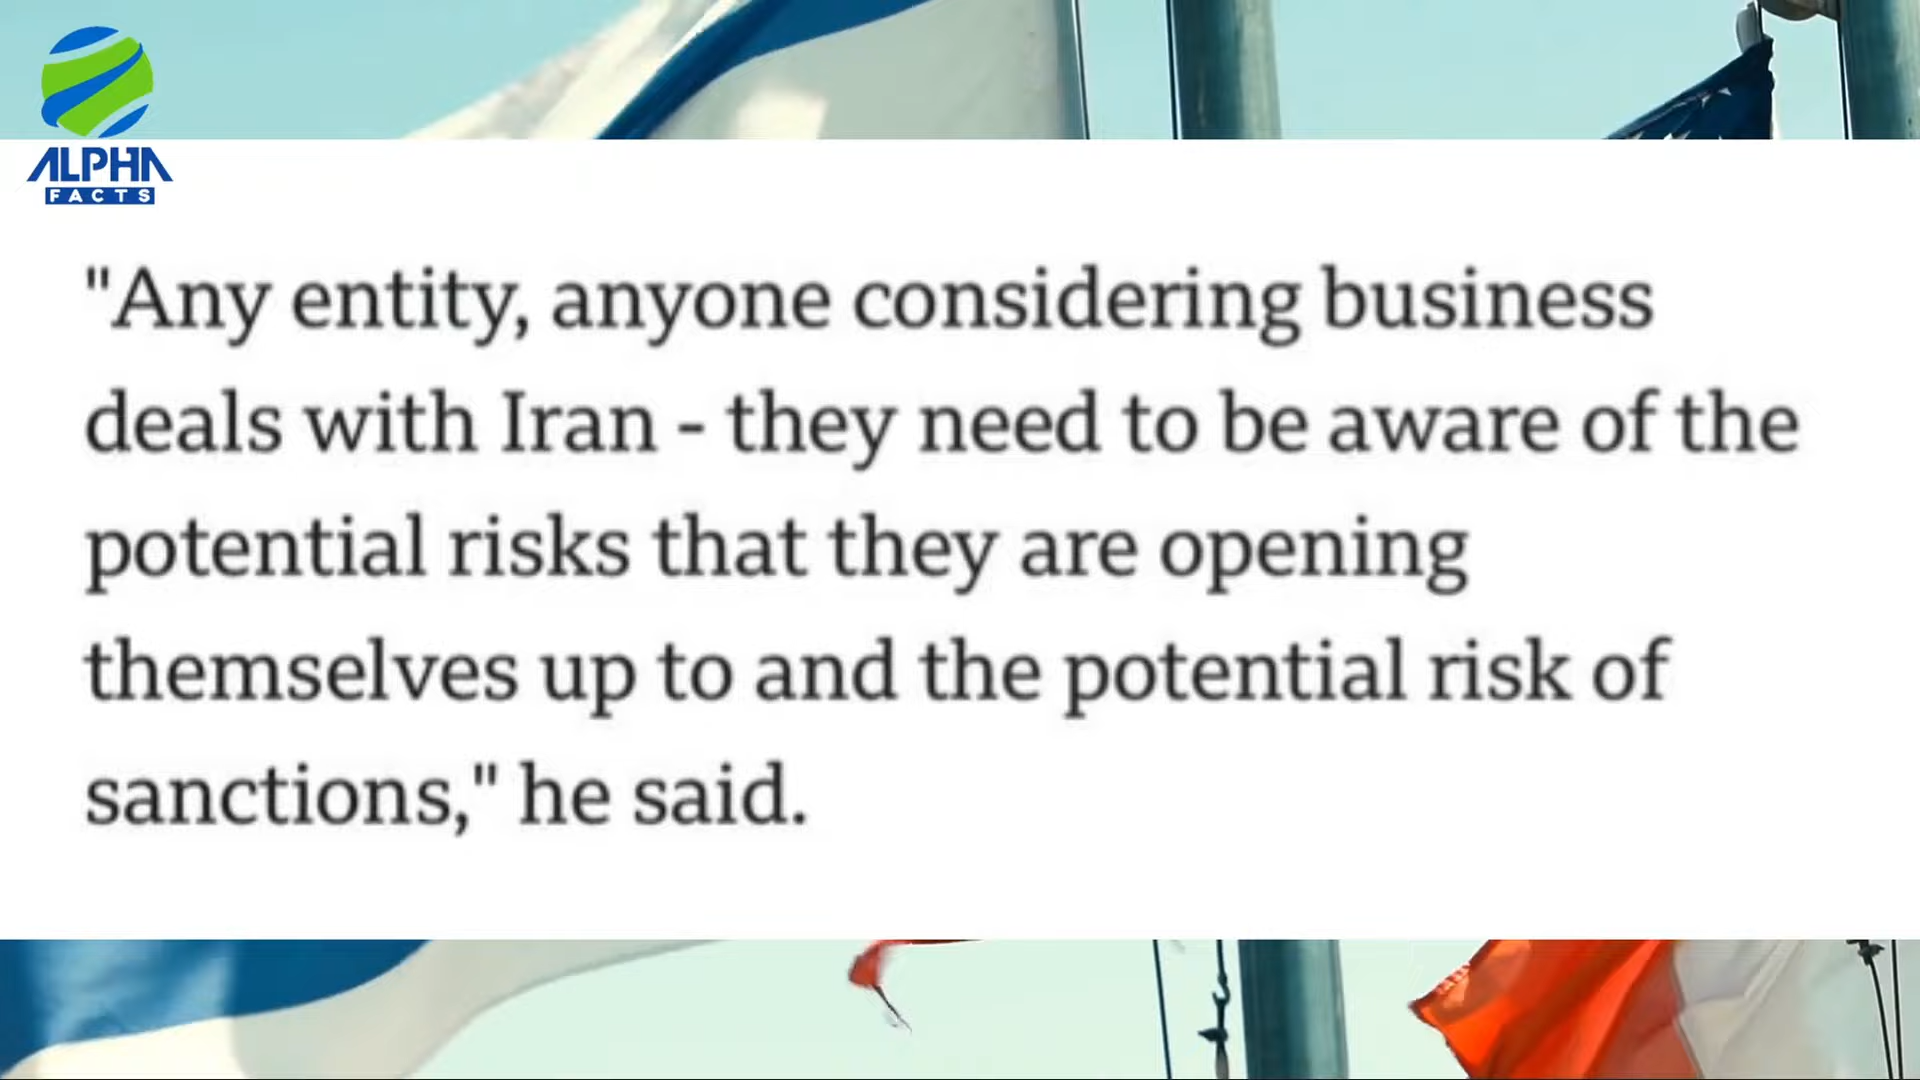 ALPHA
FACTS
"Any entity, anyone considering business
deals with Iran - they need to be aware of the
potential risks that they are opening
themselves up to and the potential risk of
sanctions," he said.